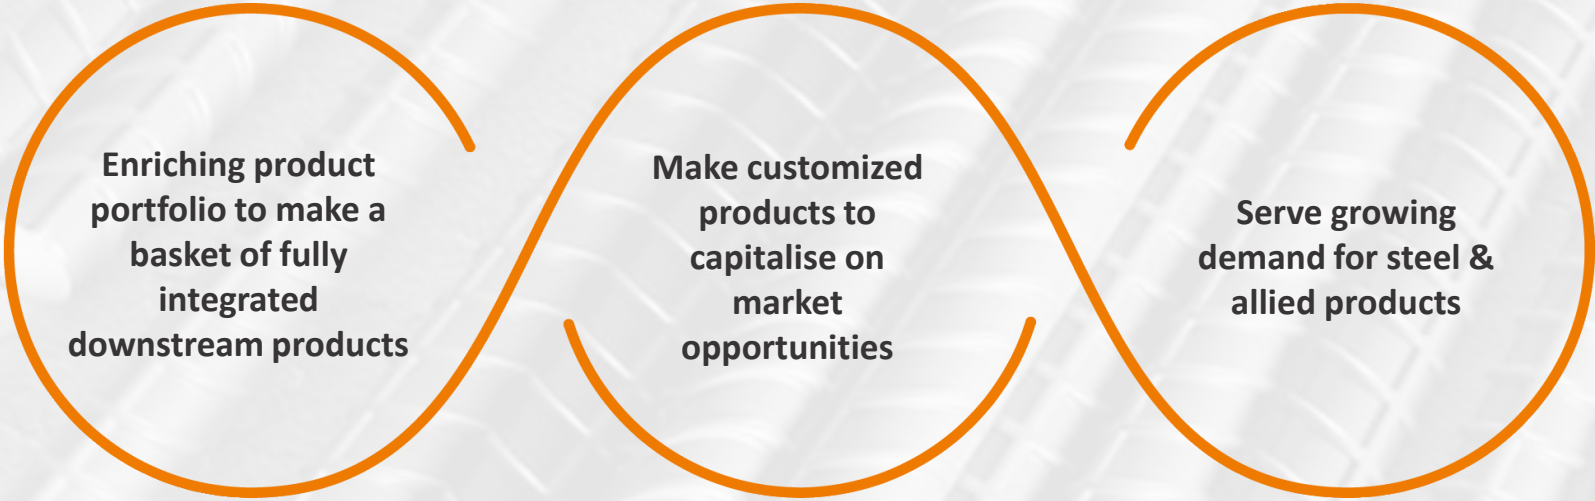 Enriching product
portfolio to make a
basket of fully
integrated
downstream products
Make customized
products to
capitalise on
market
opportunities
Serve growing
demand for steel &
allied products